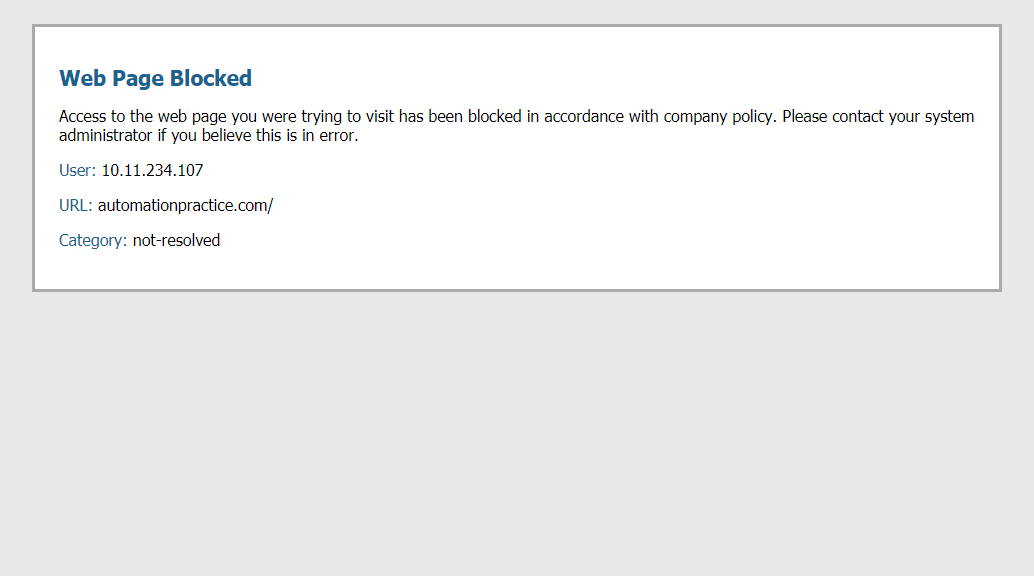 Web Page Blocked
Access to the web page you were trying to visit has been blocked in accordance with company policy. Please contact your system
administrator if you believe this is in error.
User: 10.11.234.107
URL: automationpractice.com/
Category: not-resolved